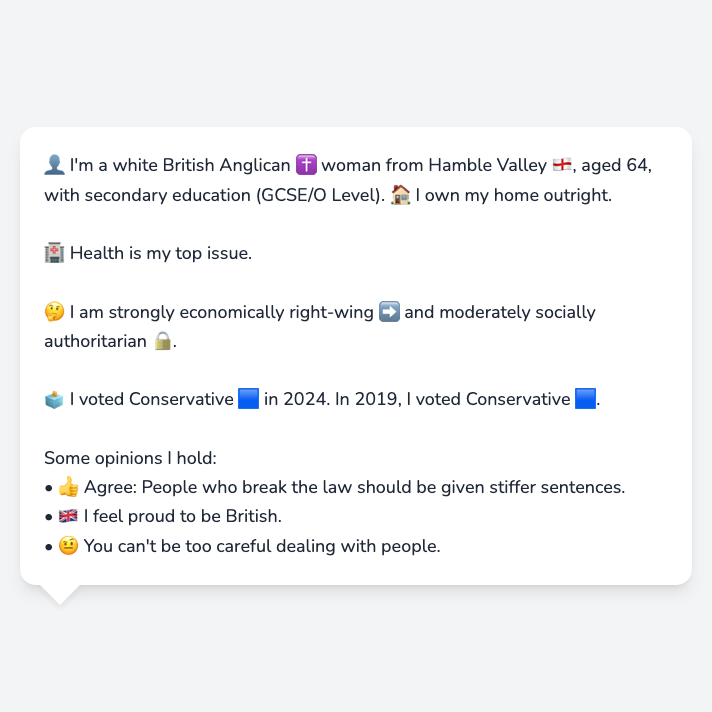 👤 I'm a white British Anglican ✝️ woman from Hamble Valley 🏴󠁧󠁢󠁥󠁮󠁧󠁿, aged 64,
with secondary education (GCSE/O Level). 🏠 I own my home outright.
🏥 Health is my top issue.
🤔 I am strongly economically right-wing ➡️ and moderately socially
authoritarian 🔒.
🗳️ I voted Conservative 🟦 in 2024. In 2019, I voted Conservative 🟦.
Some opinions I hold:
• 👍 Agree: People who break the law should be given stiffer sentences.
• 🇬🇧 I feel proud to be British.
• 🤨 You can't be too careful dealing with people.